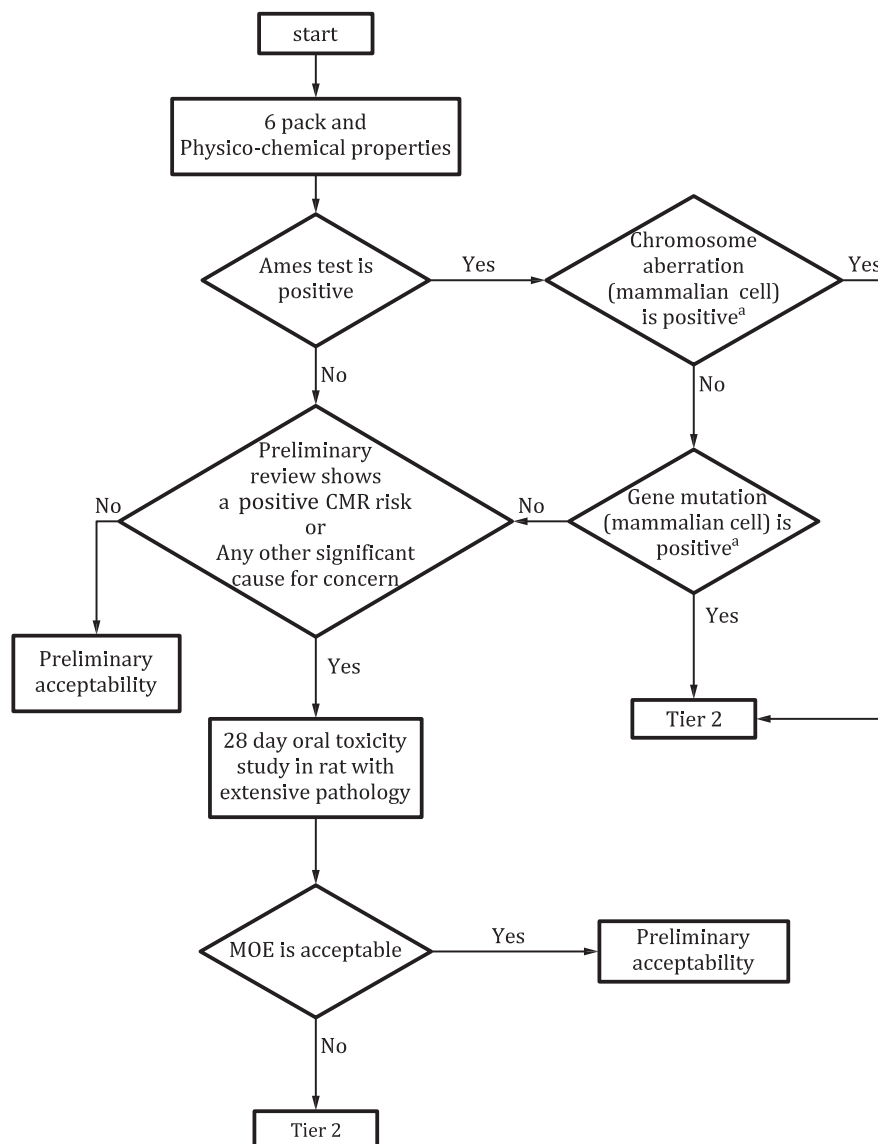 start
6 pack and
Physico-chemical properties
Ames test is
positive
Yes
Chromosome
aberration
(mammalian cell)
is positiveᵃ
Yes
No
No
Preliminary
review shows
a positive CMR risk
or
Any other significant
cause for concern
No
No
Gene mutation
(mammalian cell) is
positiveᵃ
Yes
Preliminary
acceptability
Yes
Tier 2
28 day oral toxicity
study in rat with
extensive pathology
MOE is acceptable
Yes
Preliminary
acceptability
No
Tier 2